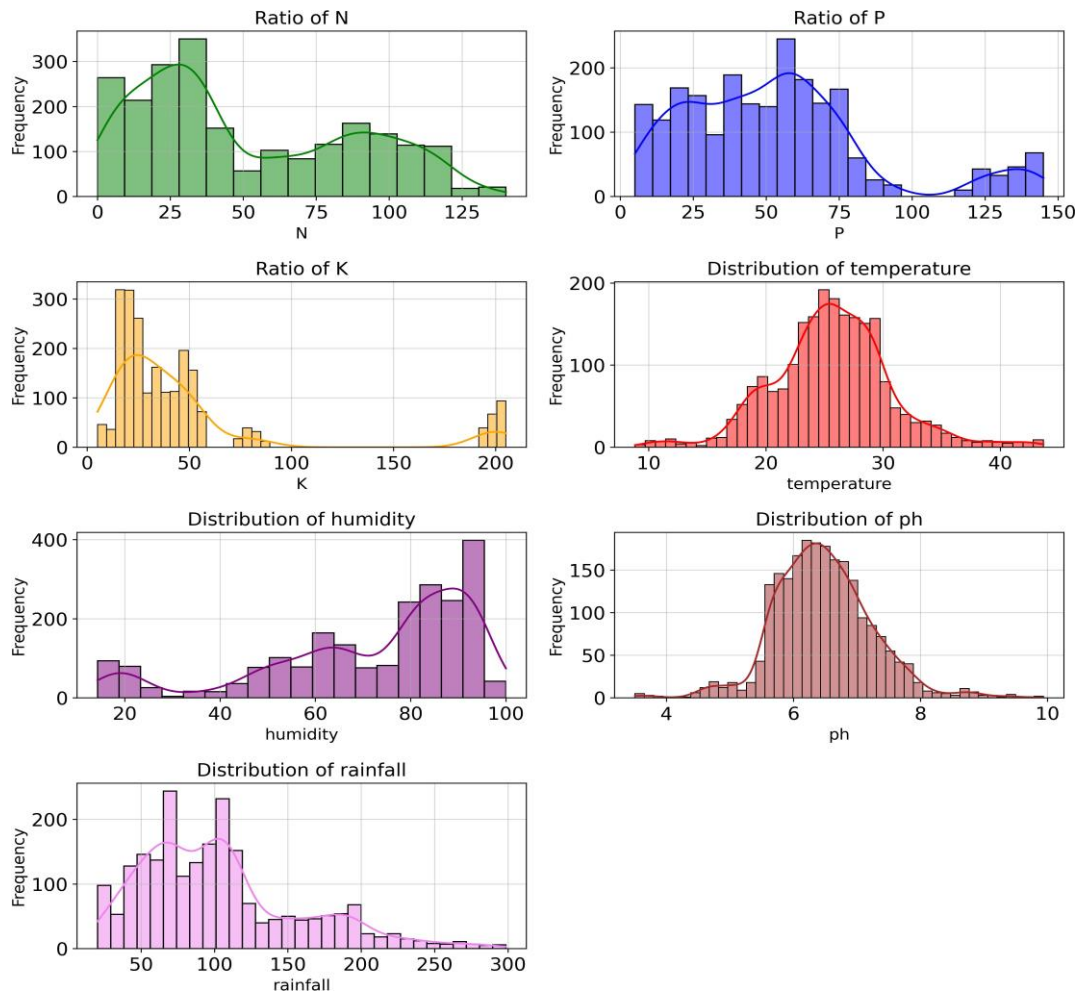 Ratio of N
Frequency
300
200
100
0
0 25 50 75 100 125
N
Ratio of P
Frequency
200
100
0
0 25 50 75 100 125 150
P
Ratio of K
Frequency
300
200
100
0
0 50 100 150 200
K
Distribution of temperature
Frequency
200
100
0
10 20 30 40
temperature
Distribution of humidity
Frequency
400
200
0
20 40 60 80 100
humidity
Distribution of ph
Frequency
150
100
50
0
4 6 8 10
ph
Distribution of rainfall
Frequency
200
100
0
50 100 150 200 250 300
rainfall